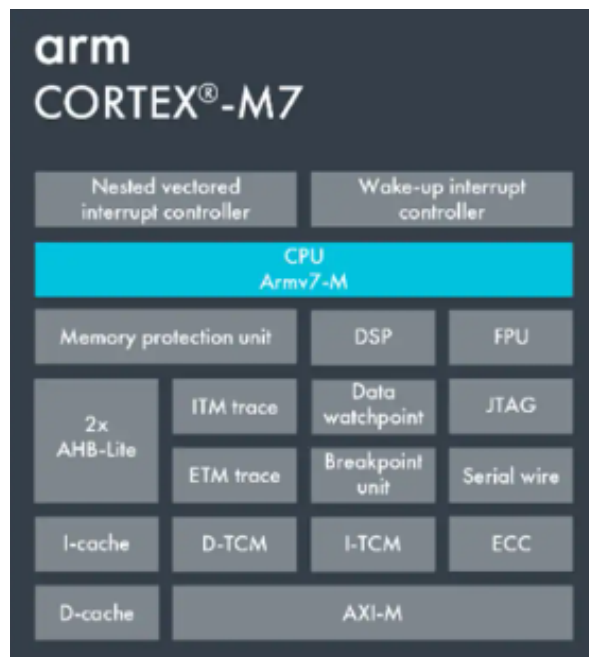 arm
CORTEX®-M7
Nested vectored
interrupt controller
Wake-up interrupt
controller
CPU
Armv7-M
Memory protection unit
DSP
FPU
2x
AHB-Lite
ITM trace
Data
watchpoint
JTAG
ETM trace
Breakpoint
unit
Serial wire
I-cache
D-TCM
I-TCM
ECC
D-cache
AXI-M